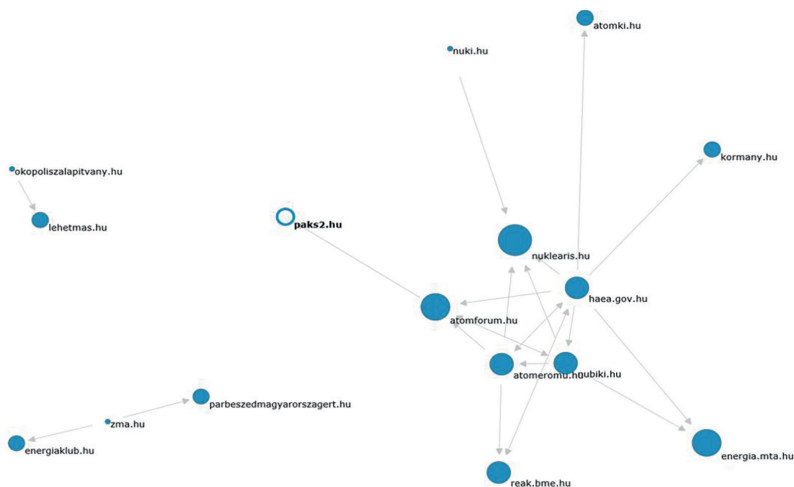 atomki.hu
nuki.hu
kormany.hu
okopoliszalapitvany.hu
lehetmas.hu
paks2.hu
nuklearis.hu
haea.gov.hu
atomforum.hu
atomeromu.hu
nubiki.hu
parbeszedmagyarorszagert.hu
zma.hu
energiaklub.hu
energia.mta.hu
reak.bme.hu